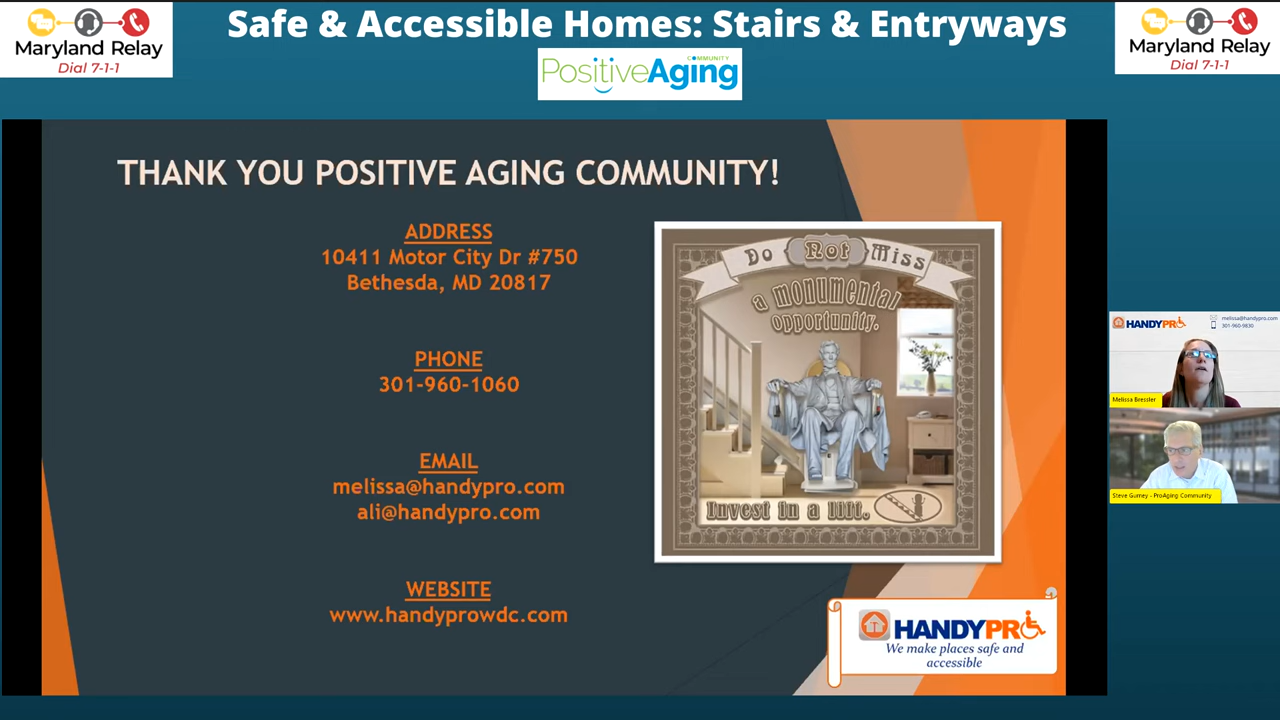 Maryland Relay
Dial 7-1-1
Safe & Accessible Homes: Stairs & Entryways
COMMUNITY
PositiveAging
Maryland Relay
Dial 7-1-1
THANK YOU POSITIVE AGING COMMUNITY!
ADDRESS
10411 Motor City Dr #750
Bethesda, MD 20817
PHONE
301-960-1060
EMAIL
melissa@handypro.com
ali@handypro.com
WEBSITE
www.handyprowdc.com
Do Not Miss
a monumental
opportunity.
Invest in a lift.
HANDYPRO
We make places safe and
accessible
HANDYPRO
melissa@handypro.com
301-960-9830
Melissa Bressler
Steve Gurney - ProAging Community